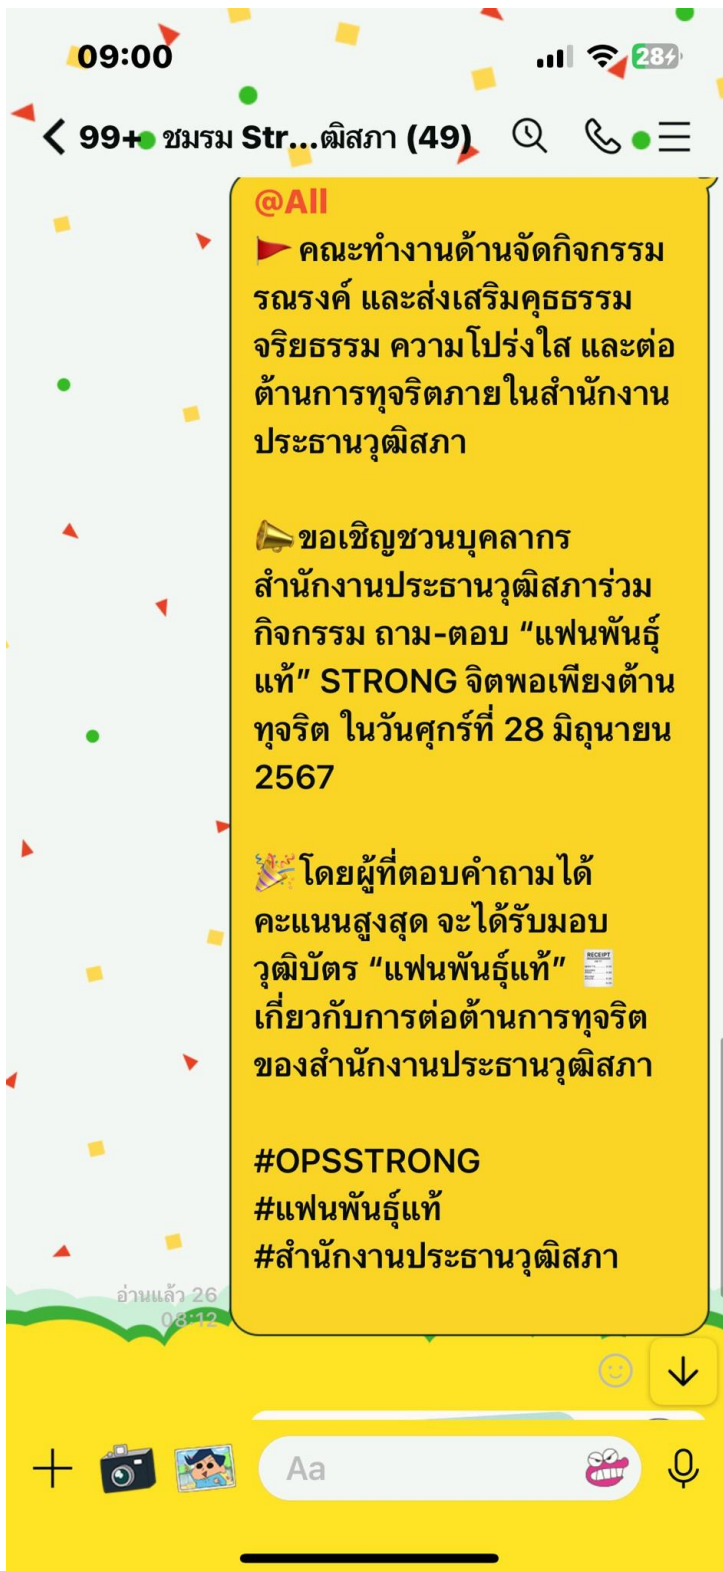 09:00
28
99+ ชมรม Str...ฒิสภา (49)
@All
คณะทำงานด้านจัดกิจกรรม
รณรงค์ และส่งเสริมคุธธรรม
จริยธรรม ความโปร่งใส และต่อ
ต้านการทุจริตภายในสำนักงาน
ประธานวุฒิสภา
ขอเชิญชวนบุคลากร
สำนักงานประธานวุฒิสภาร่วม
กิจกรรม ถาม-ตอบ “แฟนพันธุ์
แท้” STRONG จิตพอเพียงต้าน
ทุจริต ในวันศุกร์ที่ 28 มิถุนายน
2567
โดยผู้ที่ตอบคำถามได้
คะแนนสูงสุด จะได้รับมอบ
วุฒิบัตร “แฟนพันธุ์แท้”
RECEIPT
เกี่ยวกับการต่อต้านการทุจริต
ของสำนักงานประธานวุฒิสภา
#OPSSTRONG
#แฟนพันธุ์แท้
#สำนักงานประธานวุฒิสภา
อ่านแล้ว 26
08:12
Aa